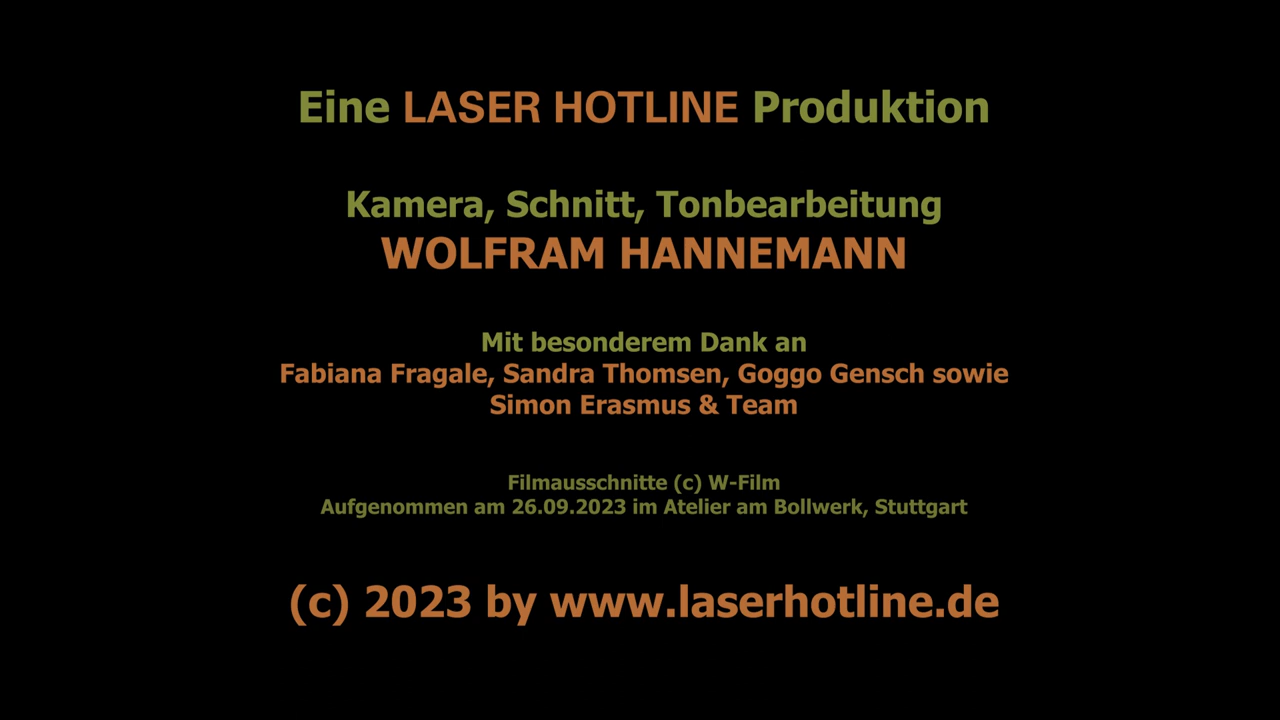 Eine LASER HOTLINE Produktion
Kamera, Schnitt, Tonbearbeitung
WOLFRAM HANNEMANN
Mit besonderem Dank an
Fabiana Fragale, Sandra Thomsen, Goggo Gensch sowie
Simon Erasmus & Team
Filmausschnitte (c) W-Film
Aufgenommen am 26.09.2023 im Atelier am Bollwerk, Stuttgart
(c) 2023 by www.laserhotline.de